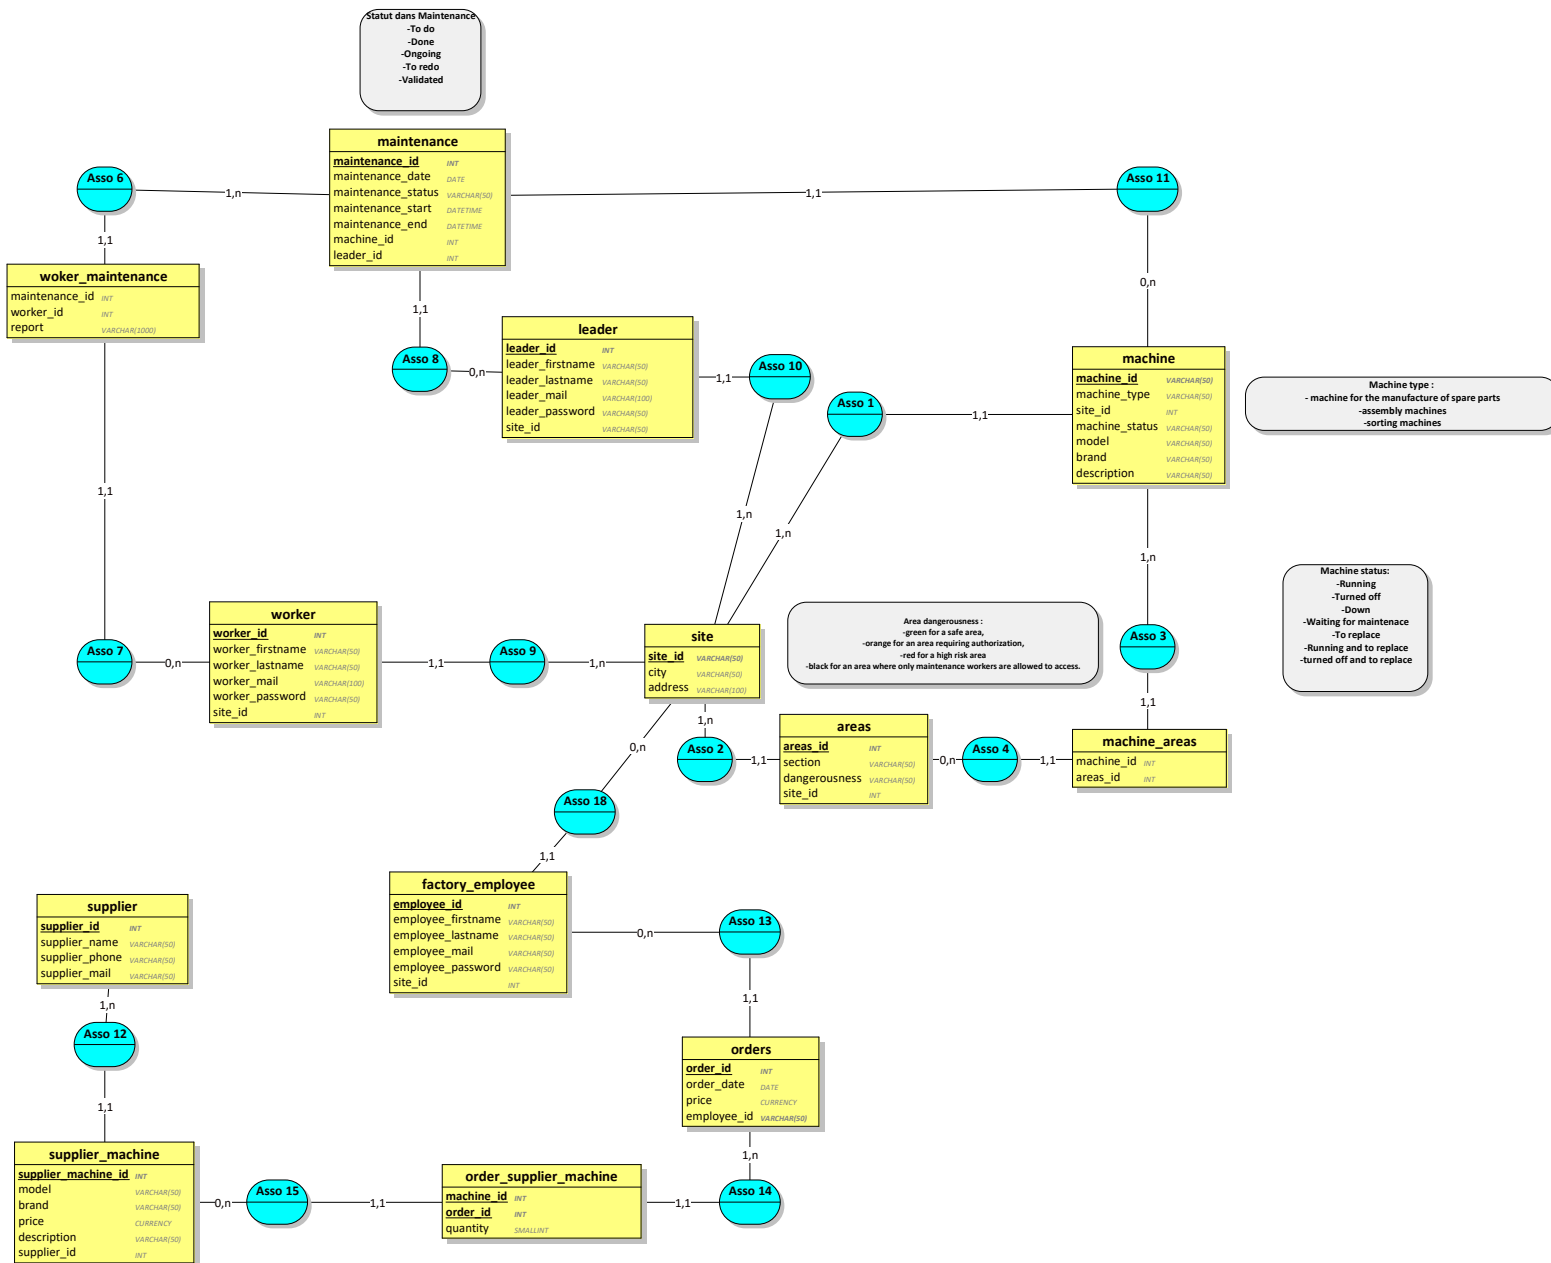 Statut dans Maintenance
-To do
-Done
-Ongoing
-To redo
-Validated
maintenance
maintenance_id INT
maintenance_date DATE
maintenance_status VARCHAR(50)
maintenance_start DATETIME
maintenance_end DATETIME
machine_id INT
leader_id INT
Asso 6
1,n
1,1
Asso 11
1,1
0,n
woker_maintenance
maintenance_id INT
worker_id INT
report VARCHAR(1000)
1,1
Asso 8
0,n
leader
leader_id INT
leader_firstname VARCHAR(50)
leader_lastname VARCHAR(50)
leader_mail VARCHAR(100)
leader_password VARCHAR(50)
site_id VARCHAR(50)
1,1
Asso 10
1,n
Asso 1
1,1
1,n
machine
machine_id VARCHAR(50)
machine_type VARCHAR(50)
site_id INT
machine_status VARCHAR(50)
model VARCHAR(50)
brand VARCHAR(50)
description VARCHAR(50)
Machine type :
- machine for the manufacture of spare parts
-assembly machines
-sorting machines
1,1
Asso 7
0,n
worker
worker_id INT
worker_firstname VARCHAR(50)
worker_lastname VARCHAR(50)
worker_mail VARCHAR(100)
worker_password VARCHAR(50)
site_id INT
1,1
Asso 9
1,n
site
site_id VARCHAR(50)
city VARCHAR(50)
address VARCHAR(100)
Area dangerousness :
-green for a safe area,
-orange for an area requiring authorization,
-red for a high risk area
-black for an area where only maintenance workers are allowed to access.
1,n
Asso 3
1,1
Machine status:
-Running
-Turned off
-Down
-Waiting for maintenace
-To replace
-Running and to replace
-turned off and to replace
1,n
Asso 2
1,1
areas
areas_id INT
section VARCHAR(50)
dangerousness VARCHAR(50)
site_id INT
0,n
Asso 4
1,1
machine_areas
machine_id INT
areas_id INT
0,n
Asso 18
1,1
factory_employee
employee_id INT
employee_firstname VARCHAR(50)
employee_lastname VARCHAR(50)
employee_mail VARCHAR(50)
employee_password VARCHAR(50)
site_id INT
0,n
Asso 13
1,1
supplier
supplier_id INT
supplier_name VARCHAR(50)
supplier_phone VARCHAR(50)
supplier_mail VARCHAR(50)
1,n
Asso 12
1,1
orders
order_id INT
order_date DATE
price CURRENCY
employee_id VARCHAR(50)
1,n
Asso 14
1,1
supplier_machine
supplier_machine_id INT
model VARCHAR(50)
brand VARCHAR(50)
price CURRENCY
description VARCHAR(50)
supplier_id INT
0,n
Asso 15
1,1
order_supplier_machine
machine_id INT
order_id INT
quantity SMALLINT